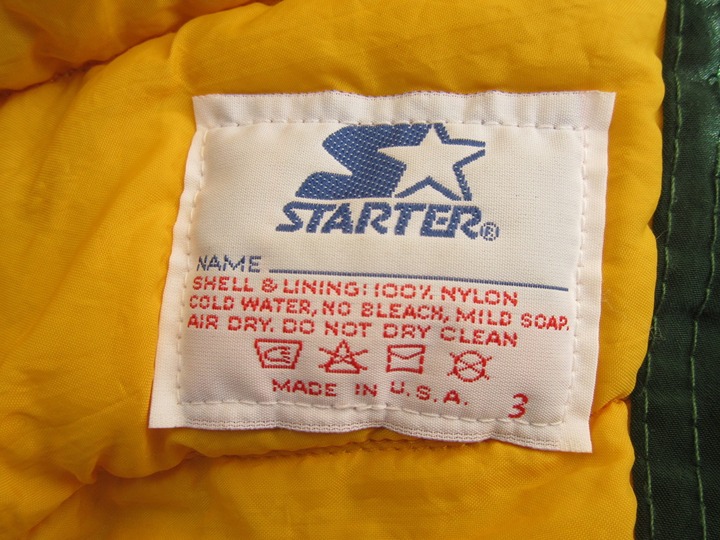 STARTER®
NAME
SHELL & LINING: 100% NYLON
COLD WATER, NO BLEACH, MILD SOAP,
AIR DRY. DO NOT DRY CLEAN
MADE IN U.S.A. 3